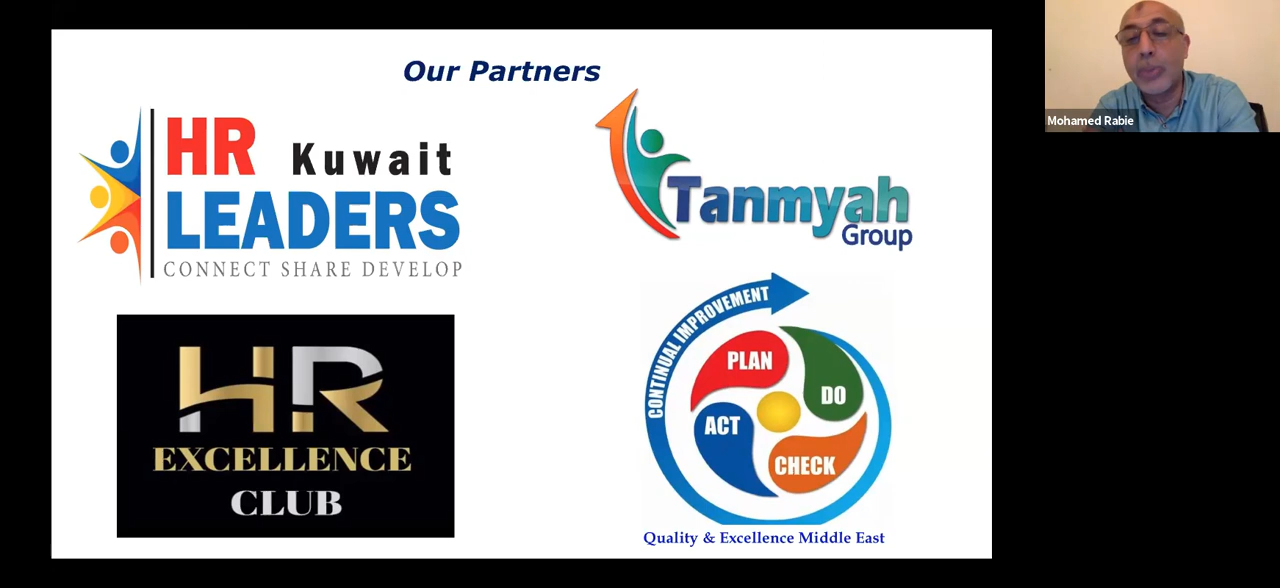 Our Partners
HR Kuwait
LEADERS
CONNECT SHARE DEVELOP
Tanmyah
Group
HR
EXCELLENCE
CLUB
CONTINUAL IMPROVEMENT
PLAN
DO
ACT
CHECK
Quality & Excellence Middle East
Mohamed Rabie